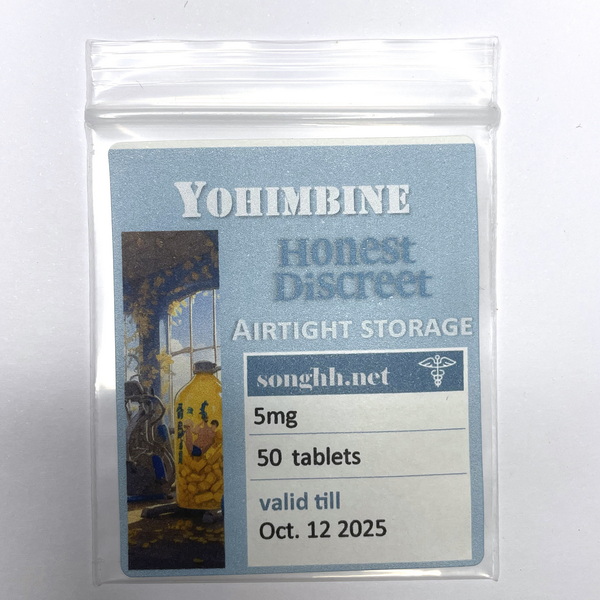 YOHIMBINE
Honest
Discreet
AIRTIGHT STORAGE
songhh.net
5mg
50 tablets
valid till
Oct. 12 2025